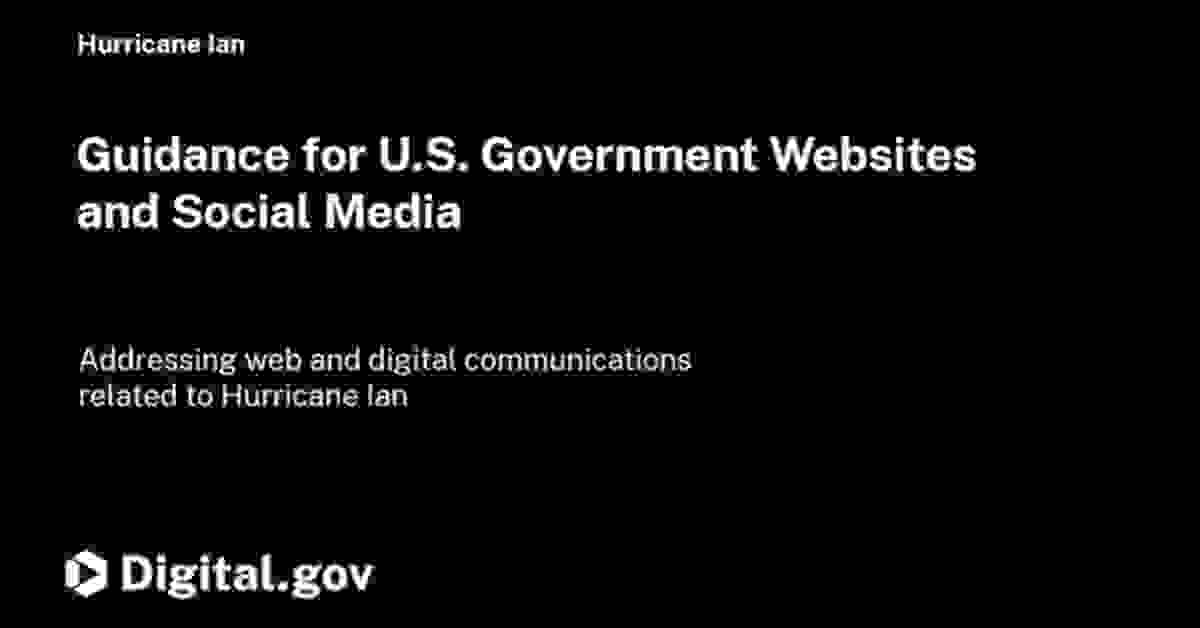 Hurricane Ian
Guidance for U.S. Government Websites
and Social Media
Addressing web and digital communications
related to Hurricane Ian
Digital.gov